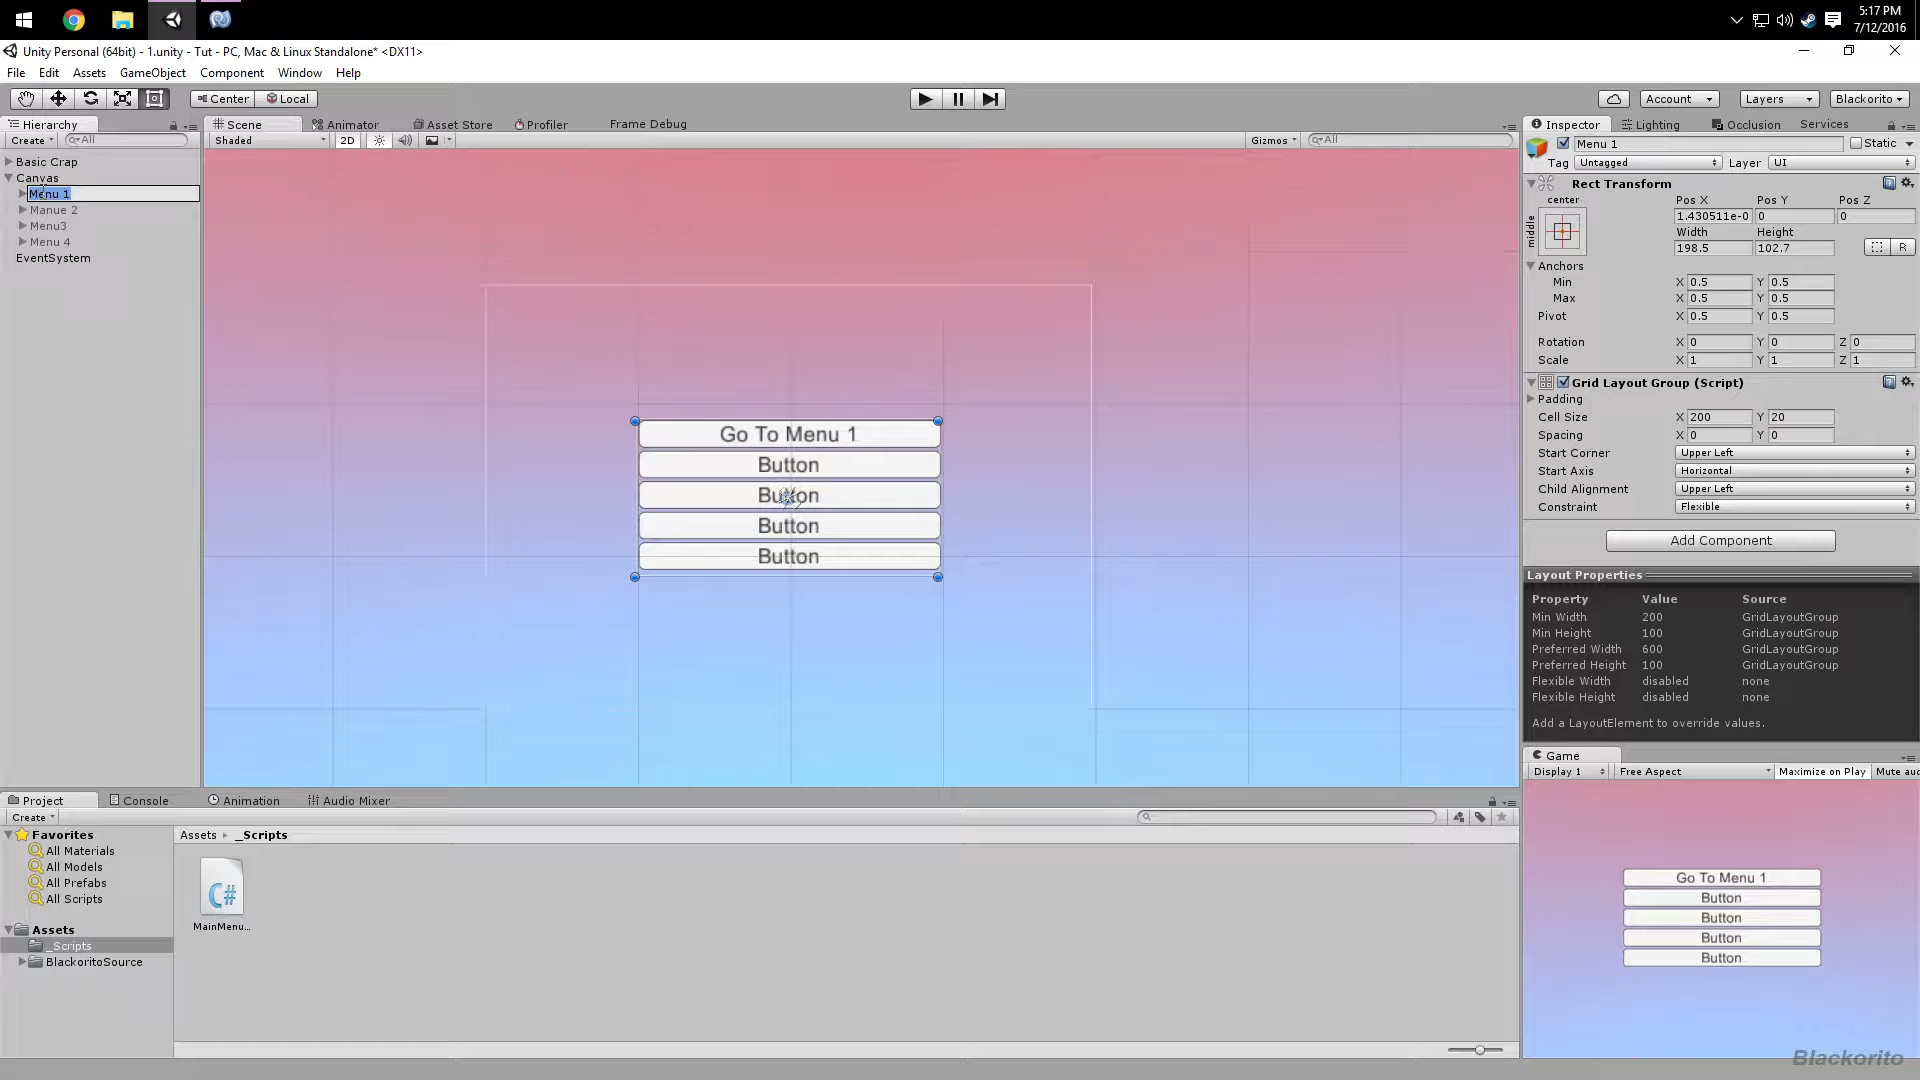 5:17 PM
7/12/2016
Unity Personal (64bit) - 1.unity - Tut - PC, Mac & Linux Standalone* <DX11>
File Edit Assets GameObject Component Window Help
Center Local Account Layers Blackorito
Hierarchy Scene Animator Asset Store Profiler Frame Debug Inspector Lighting Occlusion Services
Create All Shaded 2D Gizmos All
Menu 1 Static
Tag Untagged Layer UI
Basic Crap
Canvas
Menu 1
Manue 2
Menu3
Menu 4
EventSystem
Go To Menu 1
Button
Button
Button
Button
Rect Transform
center
middle
Pos X Pos Y Pos Z
1.430511e-0 0 0
Width Height
198.5 102.7 R
Anchors
Min X 0.5 Y 0.5
Max X 0.5 Y 0.5
Pivot X 0.5 Y 0.5
Rotation X 0 Y 0 Z 0
Scale X 1 Y 1 Z 1
Grid Layout Group (Script)
Padding
Cell Size X 200 Y 20
Spacing X 0 Y 0
Start Corner Upper Left
Start Axis Horizontal
Child Alignment Upper Left
Constraint Flexible
Add Component
Layout Properties
Property Value Source
Min Width 200 GridLayoutGroup
Min Height 100 GridLayoutGroup
Preferred Width 600 GridLayoutGroup
Preferred Height 100 GridLayoutGroup
Flexible Width disabled none
Flexible Height disabled none
Add a LayoutElement to override values.
Game
Display 1 Free Aspect Maximize on Play Mute aud
Go To Menu 1
Button
Button
Button
Button
Project Console Animation Audio Mixer
Create
Favorites
All Materials
All Models
All Prefabs
All Scripts
Assets
_Scripts
BlackoritoSource
Assets _Scripts
C#
MainMenu...
Blackorito